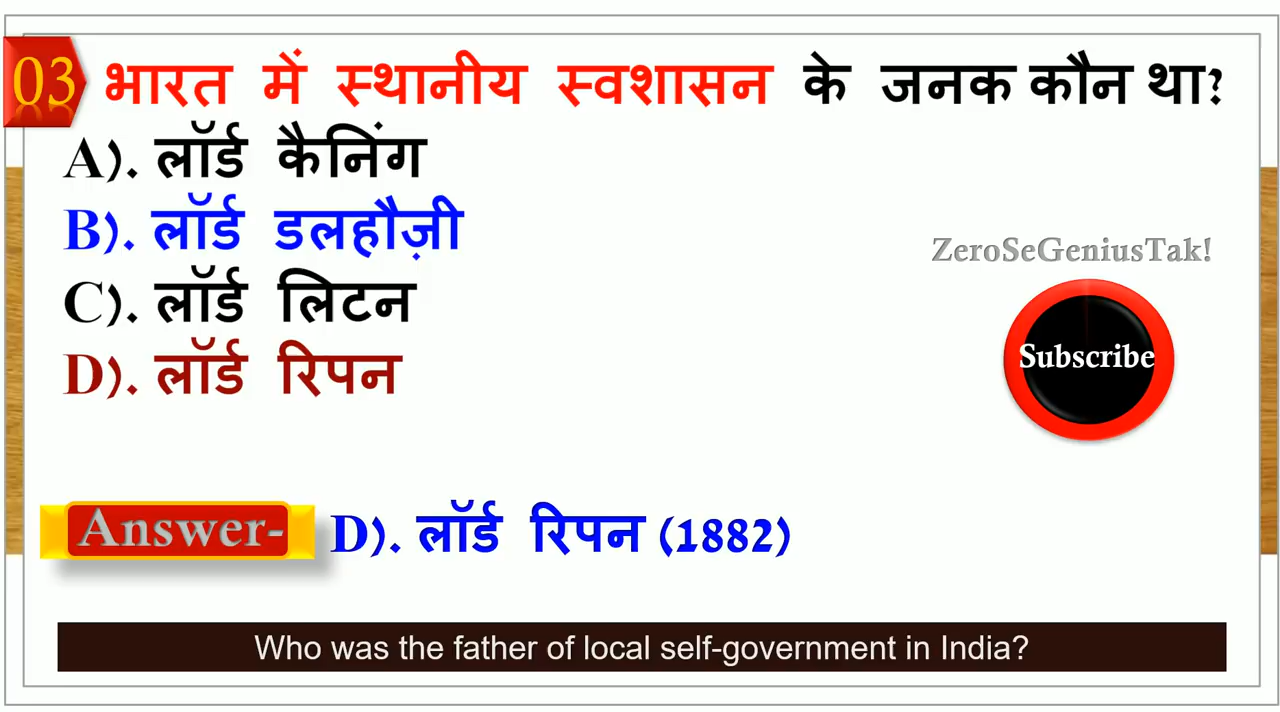 03 भारत में स्थानीय स्वशासन के जनक कौन था?
A). लॉर्ड कैनिंग
B). लॉर्ड डलहौज़ी
ZeroSeGeniusTak!
C). लॉर्ड लिटन
Subscribe
D). लॉर्ड रिपन
Answer- D). लॉर्ड रिपन (1882)
Who was the father of local self-government in India?